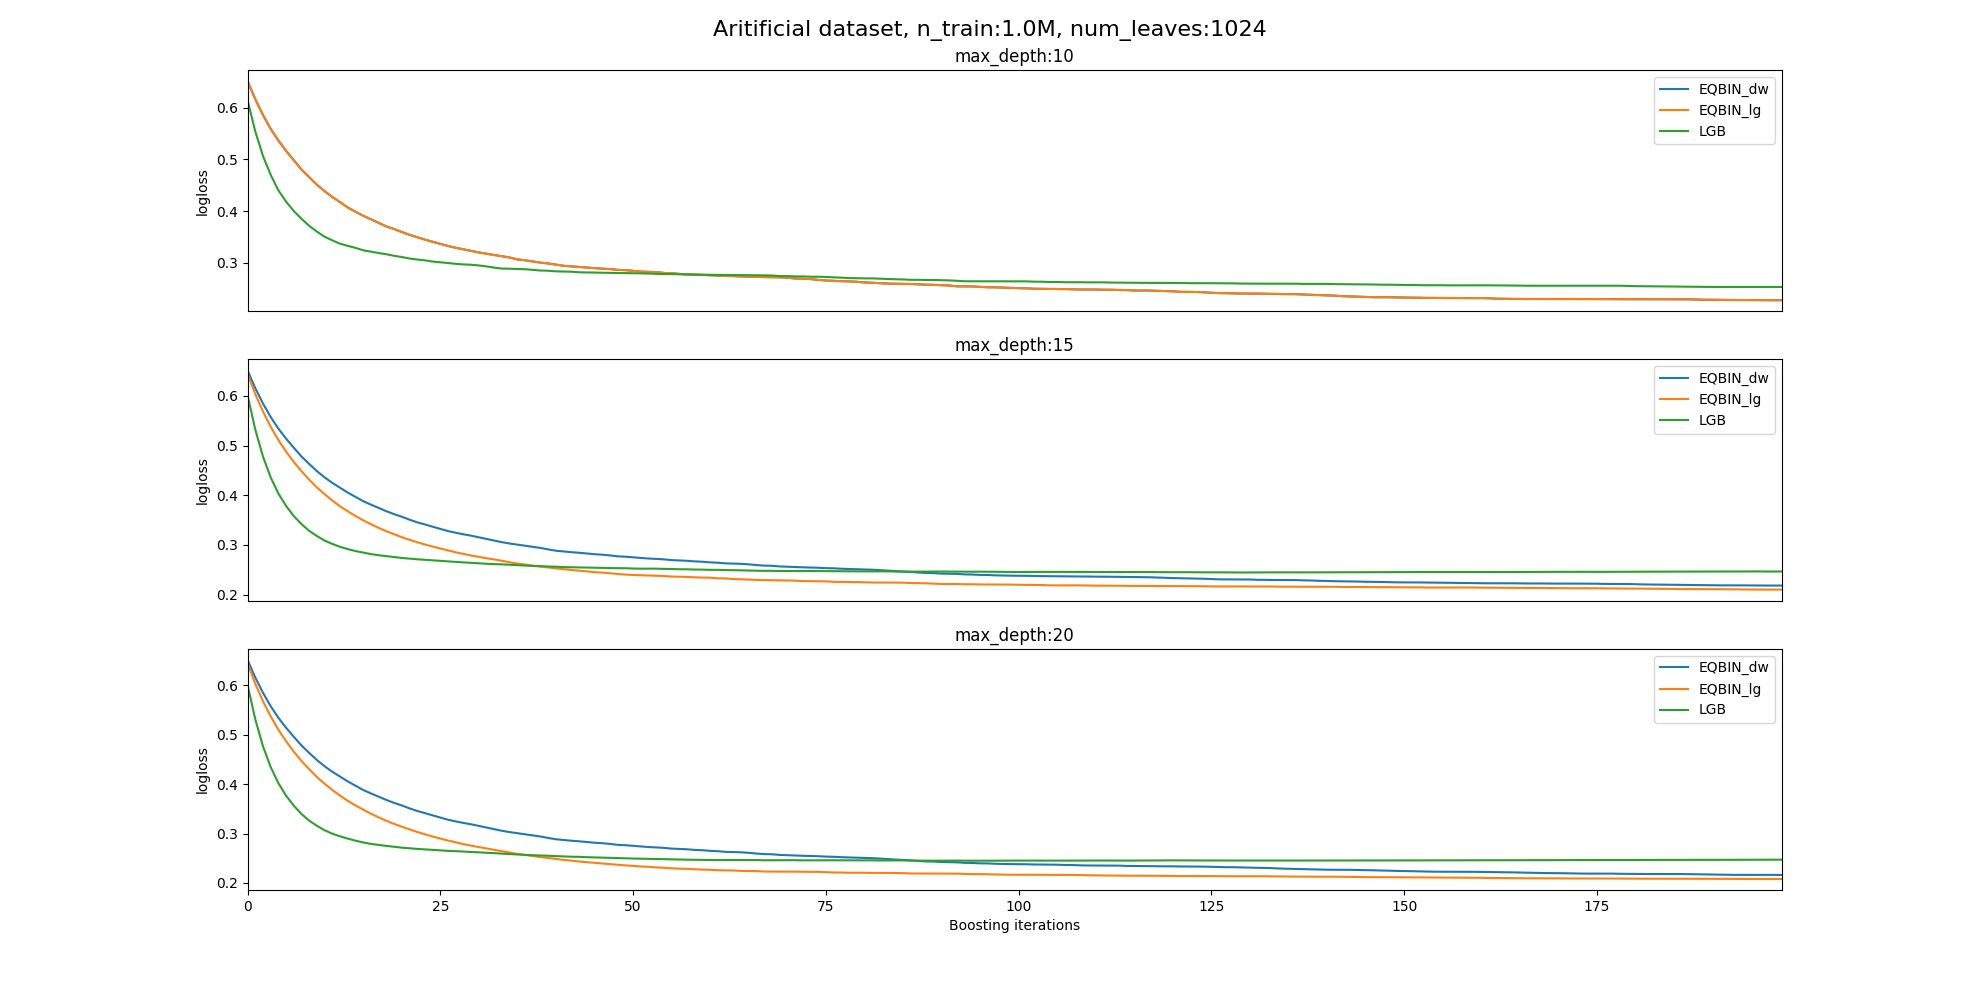 Aritificial dataset, n_train:1.0M, num_leaves:1024
max_depth:10
logloss
0.6
0.5
0.4
0.3
EQBIN_dw
EQBIN_lg
LGB
max_depth:15
logloss
0.6
0.5
0.4
0.3
0.2
EQBIN_dw
EQBIN_lg
LGB
max_depth:20
logloss
0.6
0.5
0.4
0.3
0.2
EQBIN_dw
EQBIN_lg
LGB
0 25 50 75 100 125 150 175
Boosting iterations